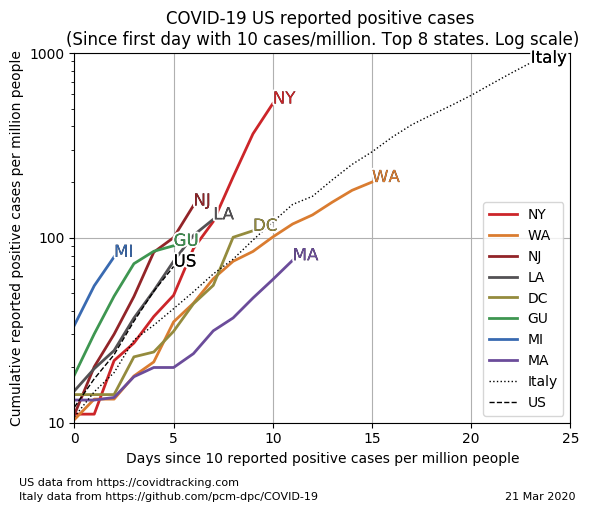 COVID-19 US reported positive cases
(Since first day with 10 cases/million. Top 8 states. Log scale)
Cumulative reported positive cases per million people
1000
100
10
Italy
NY
WA
NJ
LA
DC
GU
US
MI
MA
NY
WA
NJ
LA
DC
GU
MI
MA
Italy
US
0 5 10 15 20 25
Days since 10 reported positive cases per million people
US data from https://covidtracking.com
Italy data from https://github.com/pcm-dpc/COVID-19 21 Mar 2020